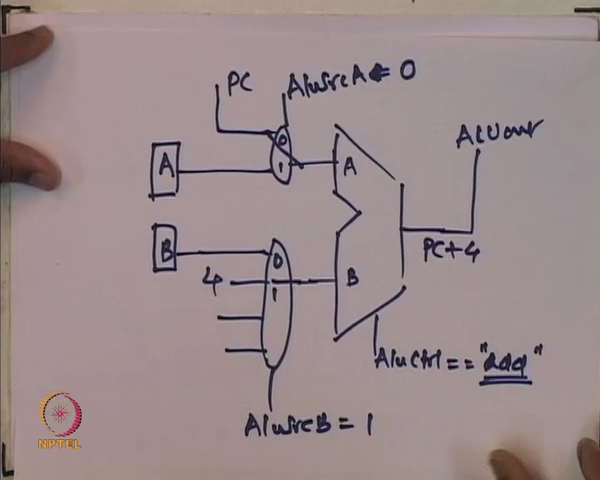 PC AluSrcA ⇐ 0
ALUout
0
A 1 A
B 0
PC+4
4 1 B
AluCtrl == "add"
AluSrcB = 1
NPTEL